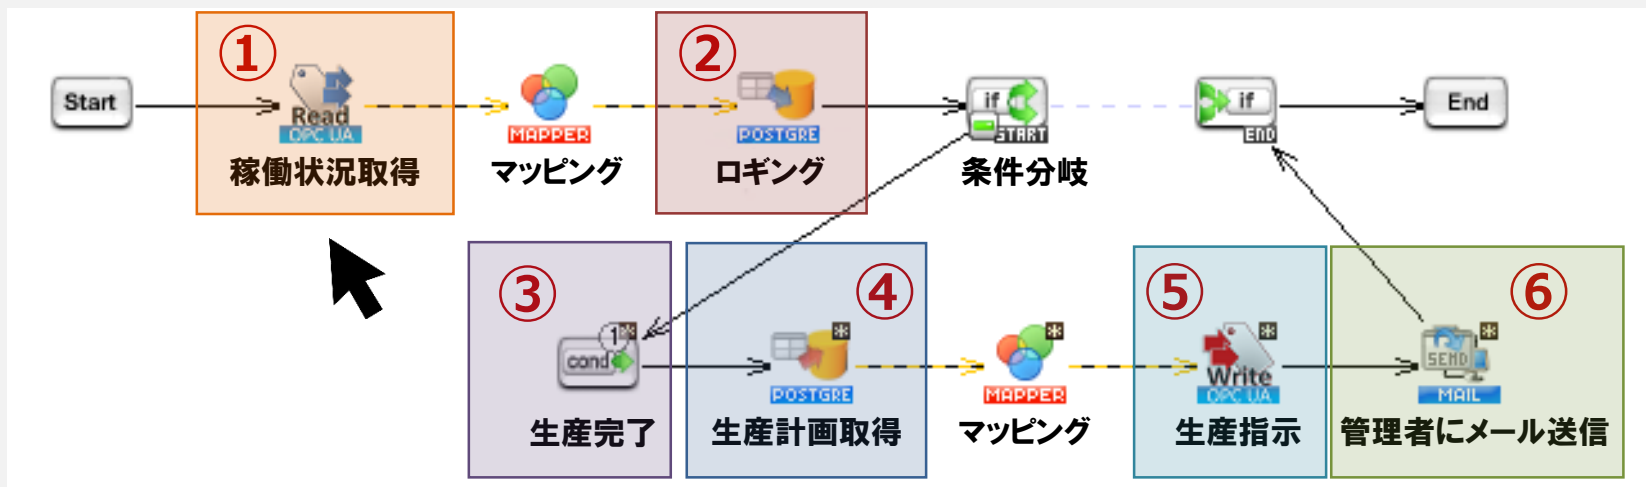 ①
②
Start
Read
OPC UA
稼働状況取得
MAPPER
マッピング
POSTGRE
ロギング
if
START
条件分岐
if
END
End
③
1
cond
生産完了
④
POSTGRE
生産計画取得
MAPPER
マッピング
⑤
Write
OPC UA
生産指示
⑥
SEND
MAIL
管理者にメール送信